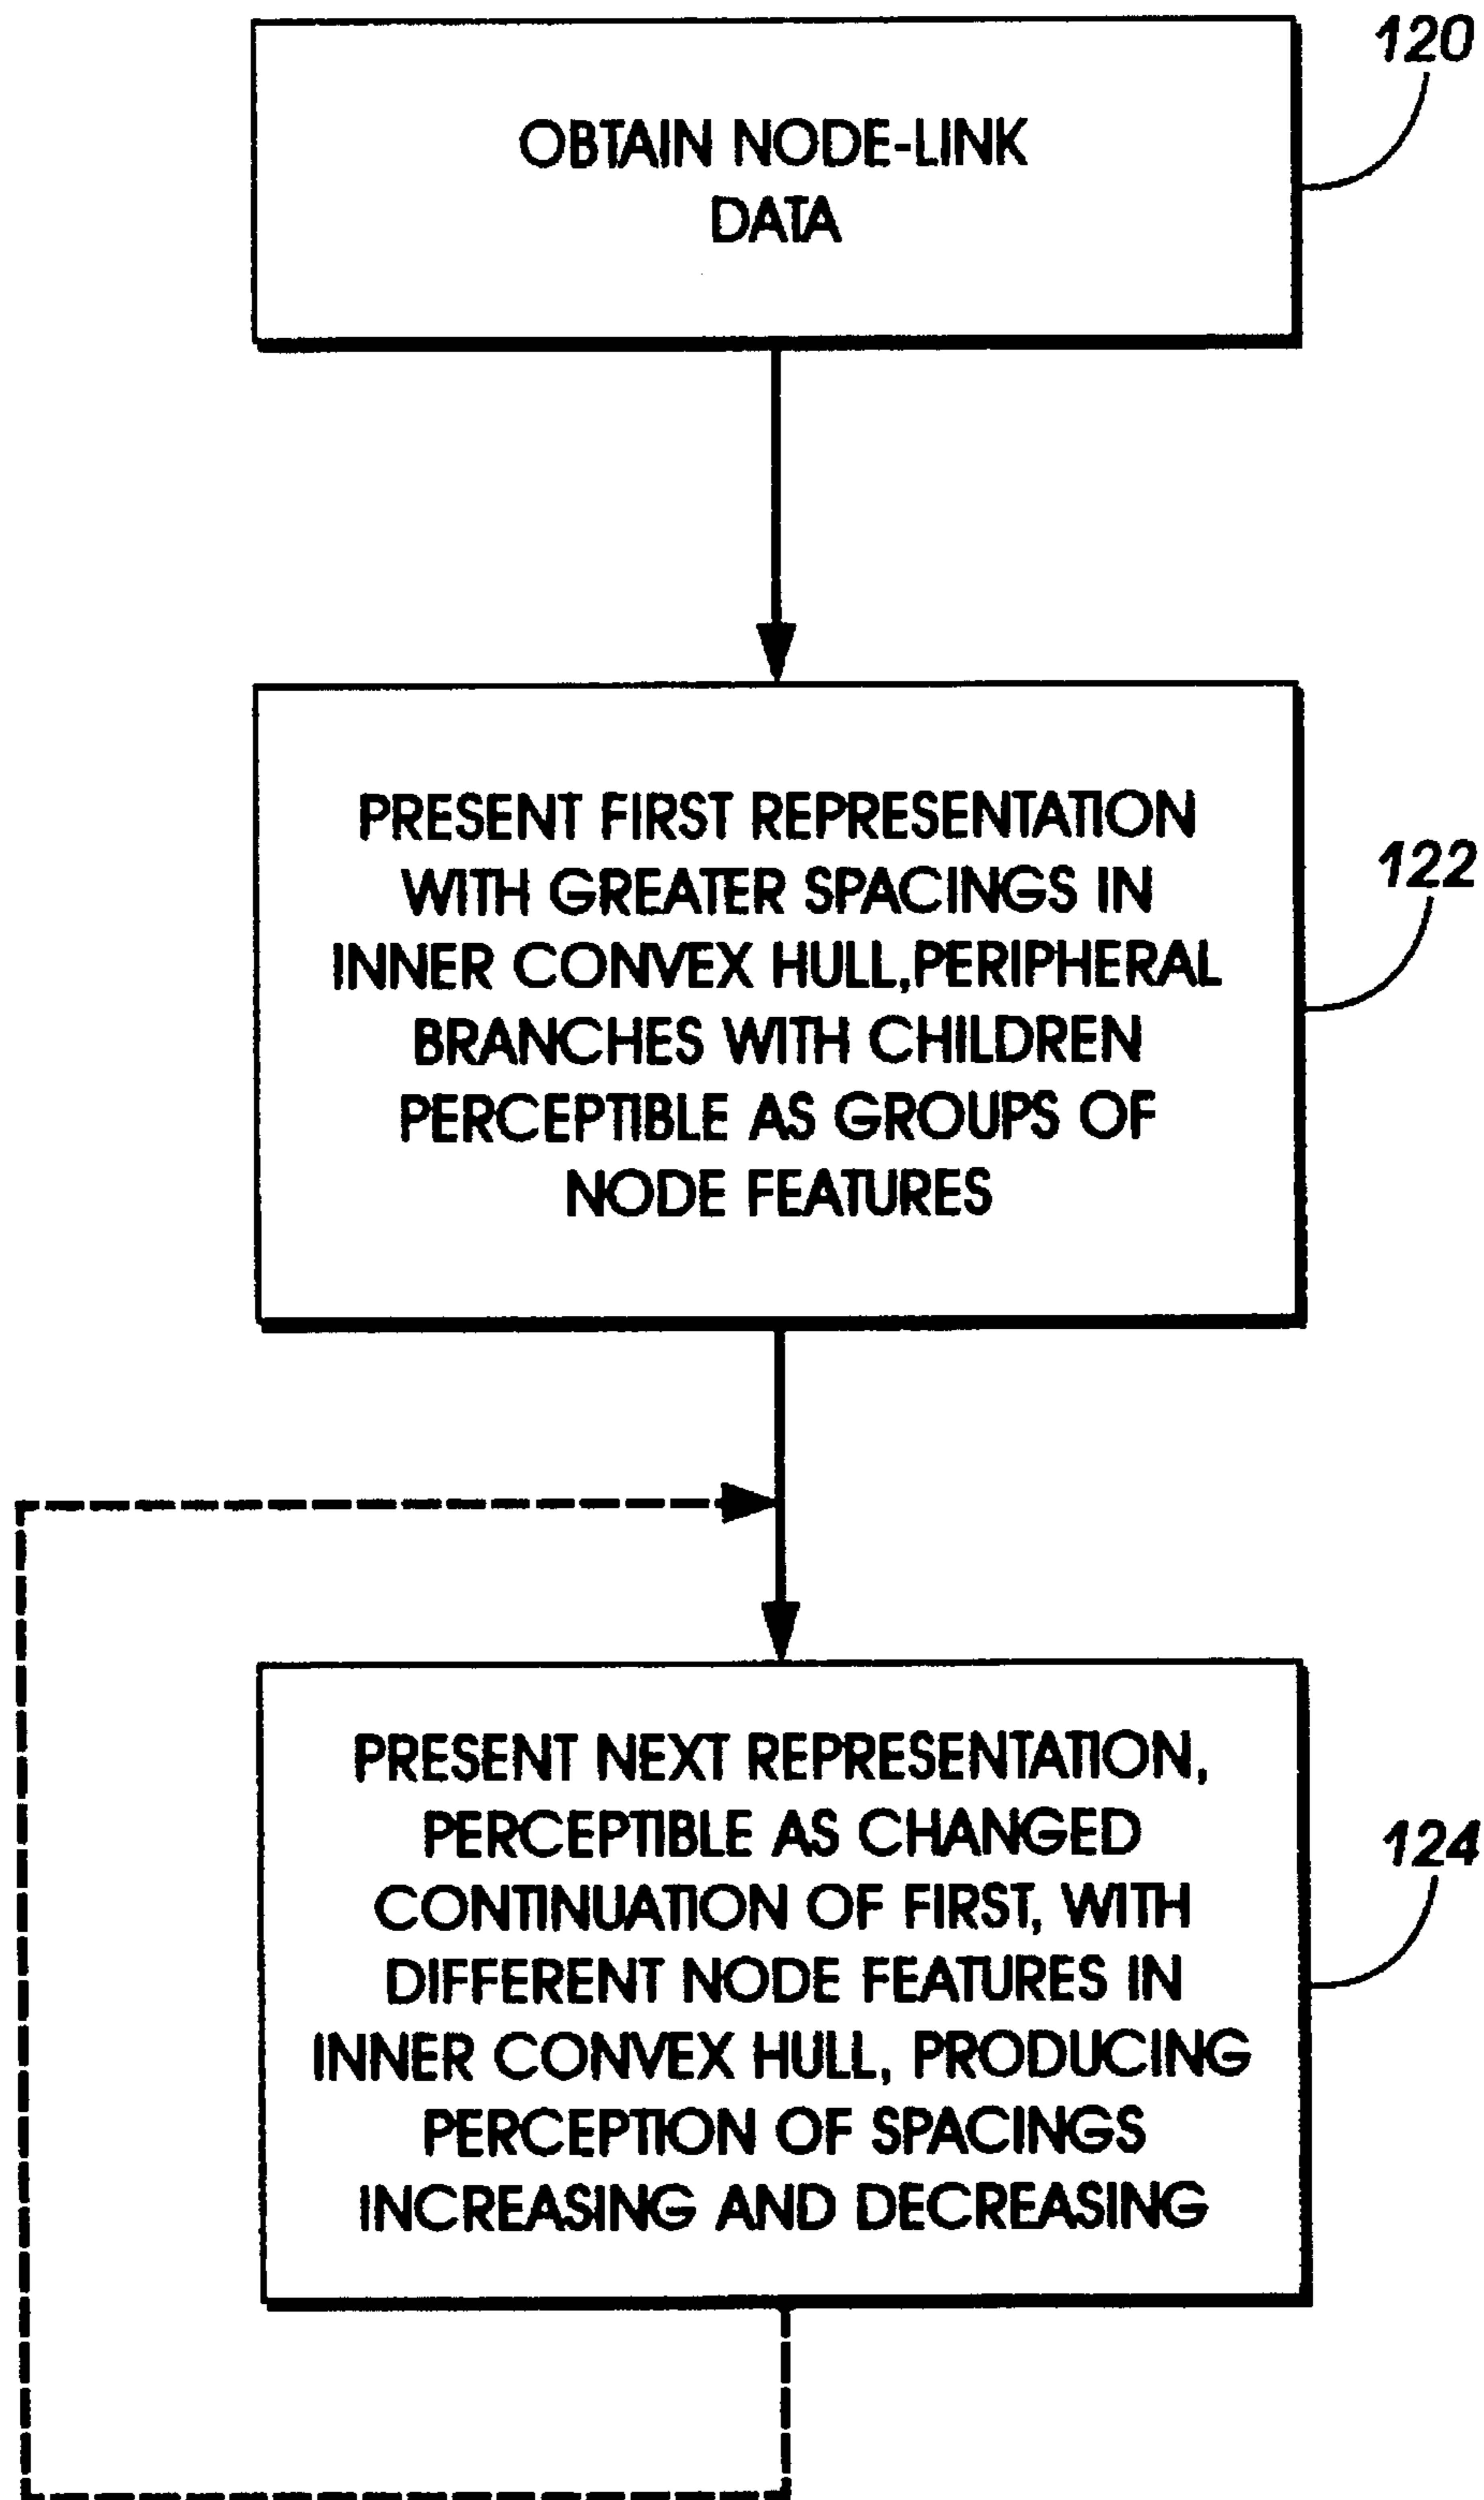 120
OBTAIN NODE-LINK
DATA
PRESENT FIRST REPRESENTATION
WITH GREATER SPACINGS IN
INNER CONVEX HULL,PERIPHERAL
BRANCHES WITH CHILDREN
PERCEPTIBLE AS GROUPS OF
NODE FEATURES
122
PRESENT NEXT REPRESENTATION,
PERCEPTIBLE AS CHANGED
CONTINUATION OF FIRST, WITH
DIFFERENT NODE FEATURES IN
INNER CONVEX HULL, PRODUCING
PERCEPTION OF SPACINGS
INCREASING AND DECREASING
124